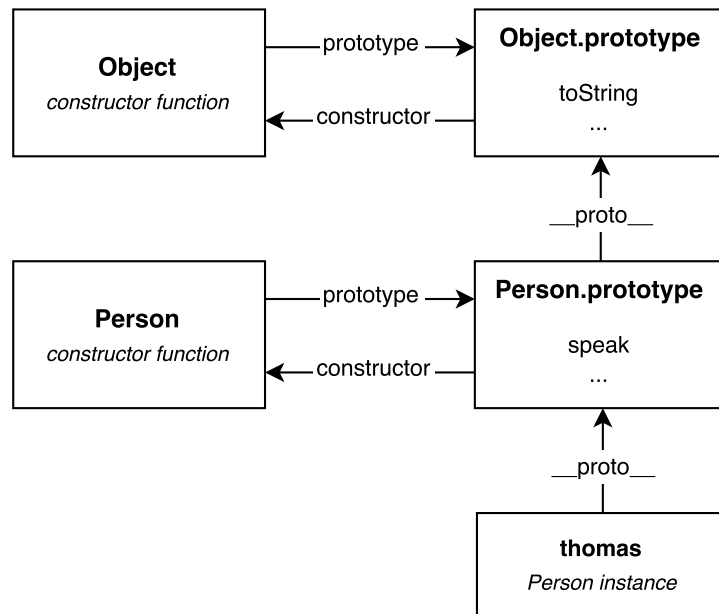 Object
constructor function
prototype
constructor
Object.prototype
toString
...
__proto__
Person
constructor function
prototype
constructor
Person.prototype
speak
...
__proto__
thomas
Person instance